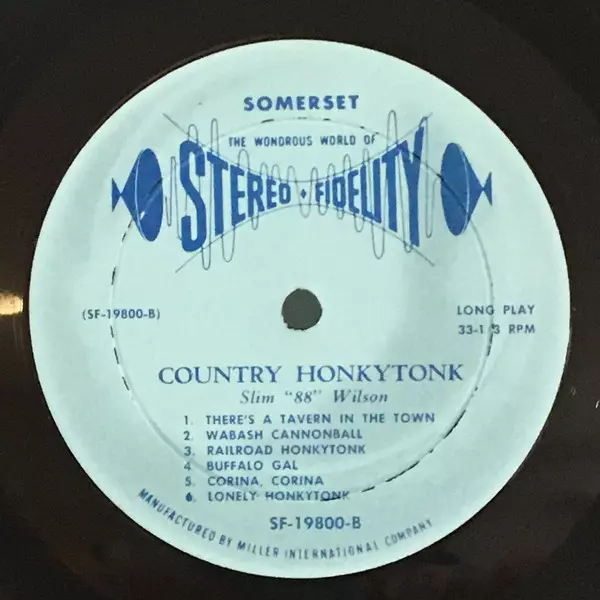 SOMERSET
THE WONDROUS WORLD OF
STEREO • FIDELITY
(SF-19800-B)
LONG PLAY
33-1/3 RPM
COUNTRY HONKYTONK
Slim "88" Wilson
1. THERE'S A TAVERN IN THE TOWN
2. WABASH CANNONBALL
3. RAILROAD HONKYTONK
4 BUFFALO GAL
5. CORINA, CORINA
6. LONELY HONKYTONK
SF-19800-B
MANUFACTURED BY MILLER INTERNATIONAL COMPANY